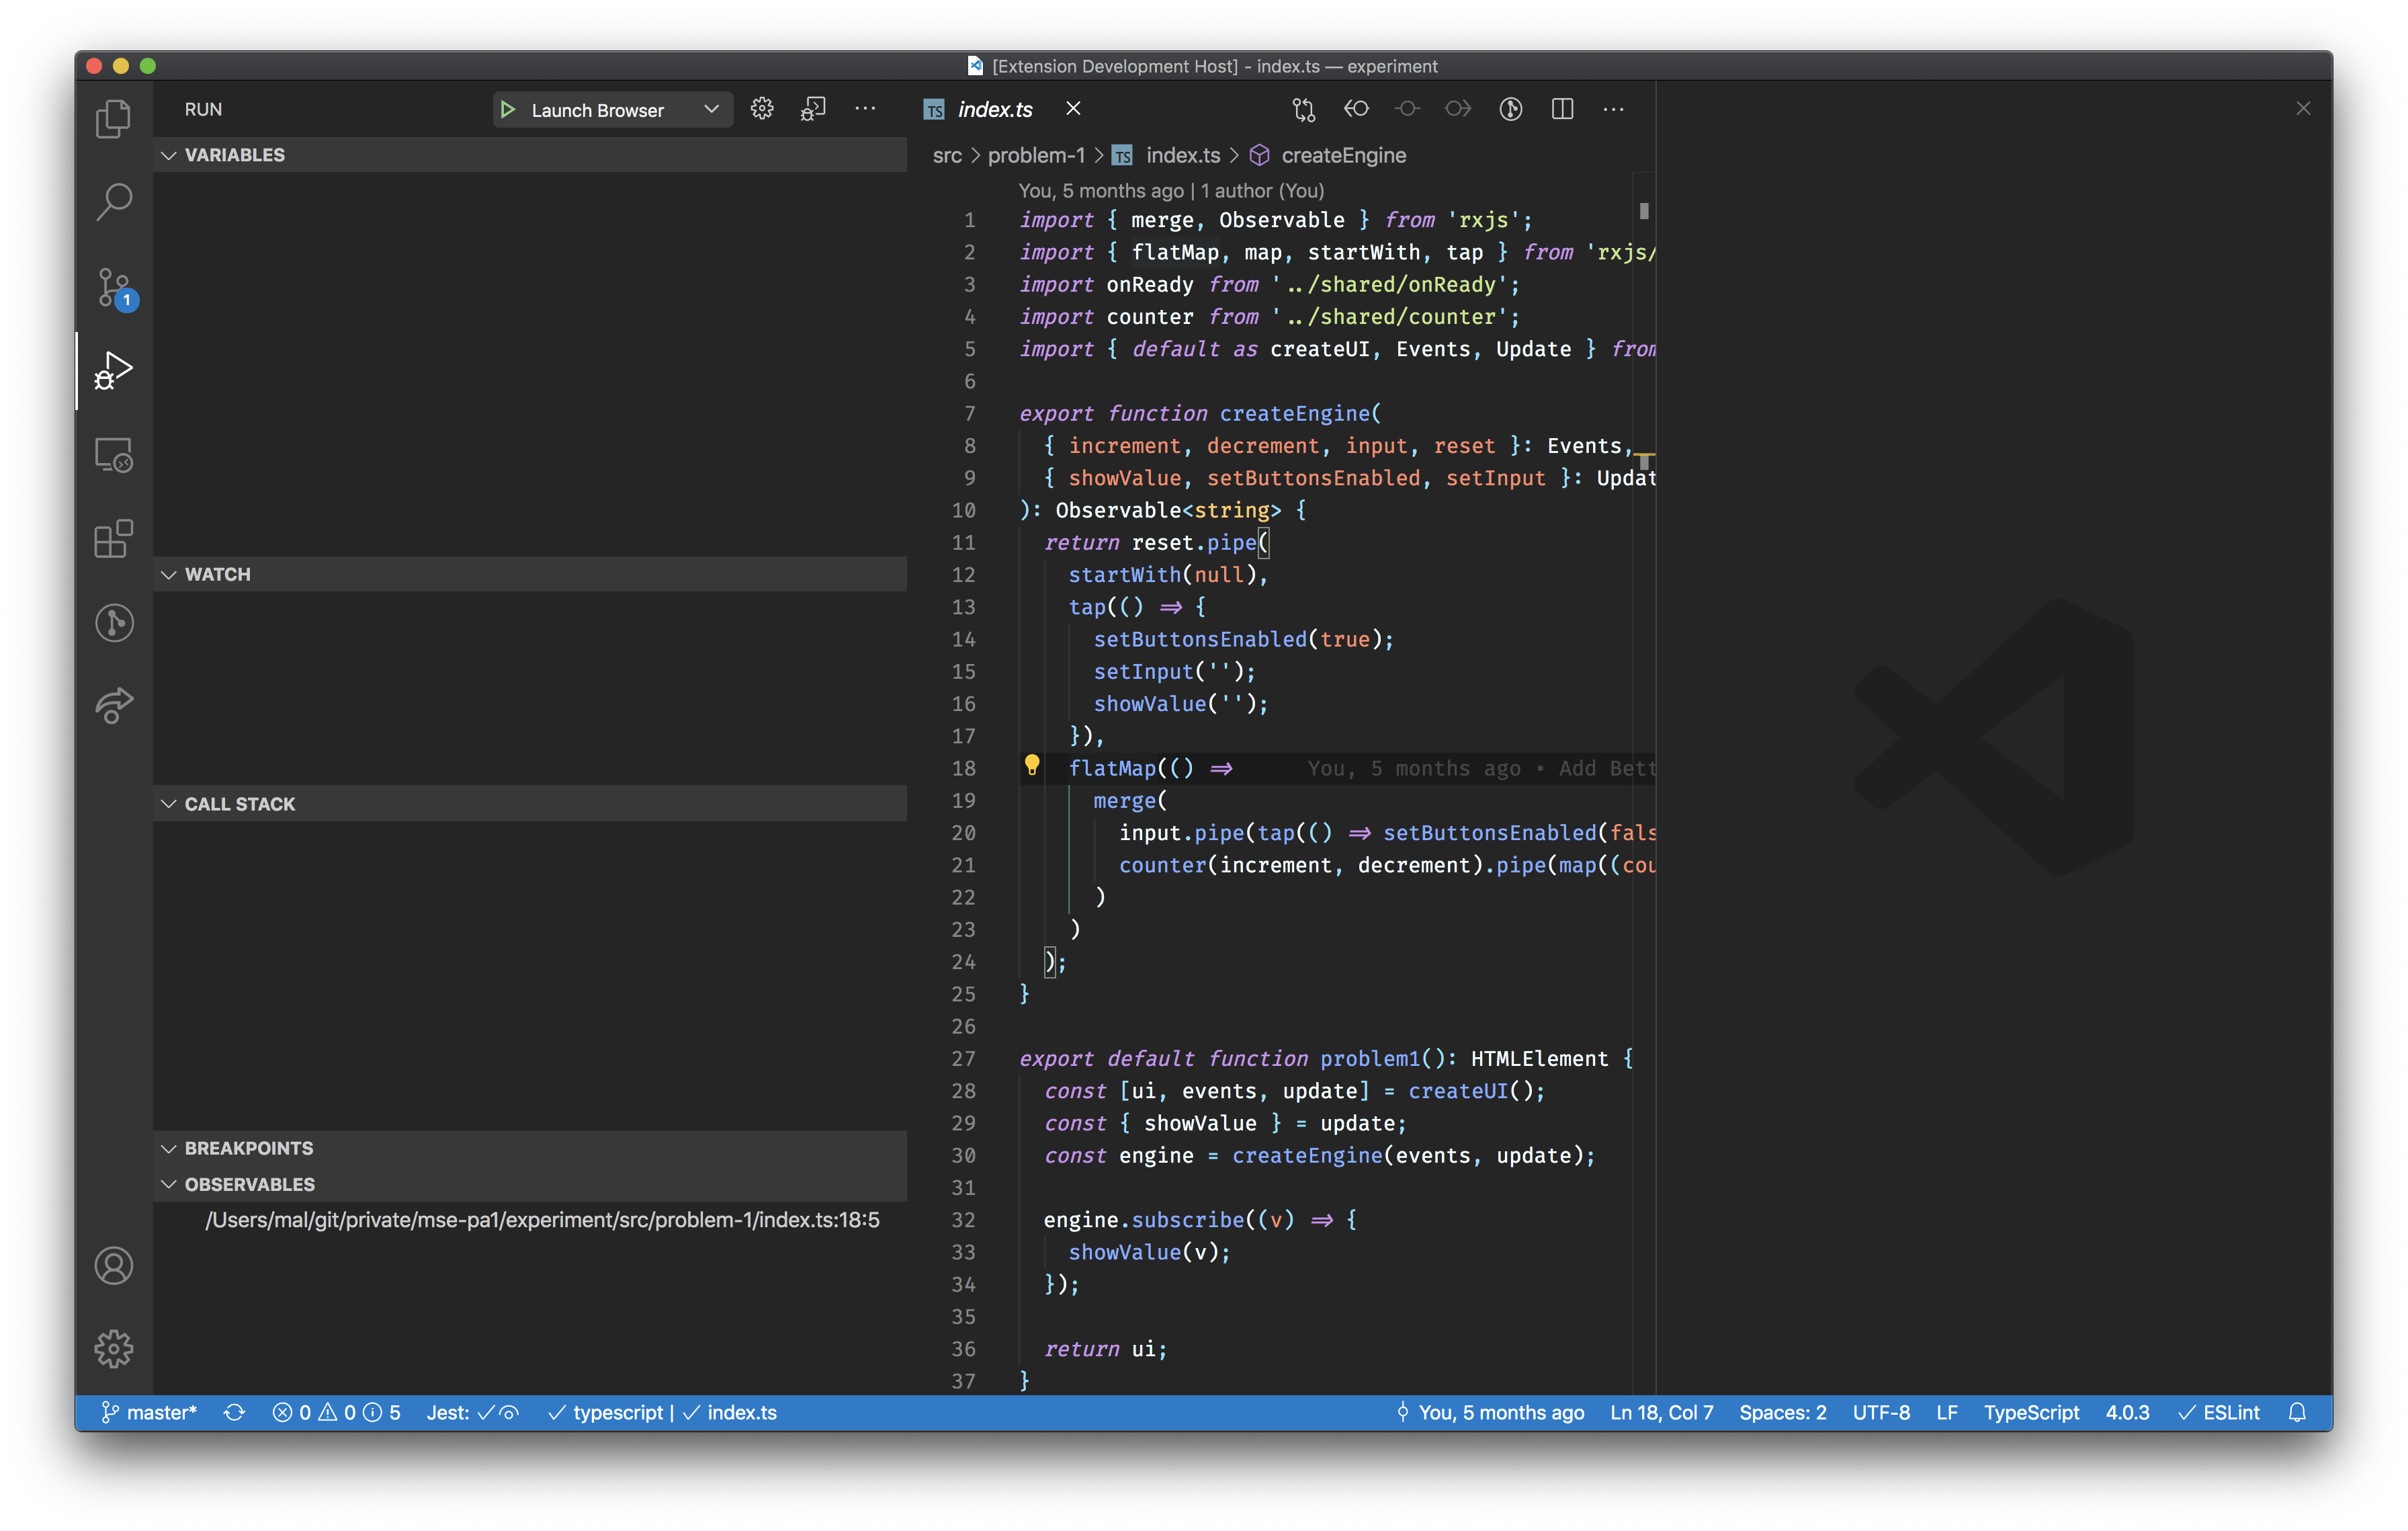 [Extension Development Host] - index.ts — experiment
RUN
Launch Browser
VARIABLES
WATCH
CALL STACK
BREAKPOINTS
OBSERVABLES
/Users/mal/git/private/mse-pa1/experiment/src/problem-1/index.ts:18:5
1
TS index.ts
src > problem-1 > TS index.ts > createEngine
You, 5 months ago | 1 author (You)
1 import { merge, Observable } from 'rxjs';
2 import { flatMap, map, startWith, tap } from 'rxjs/
3 import onReady from '../shared/onReady';
4 import counter from '../shared/counter';
5 import { default as createUI, Events, Update } from
6
7 export function createEngine(
8 { increment, decrement, input, reset }: Events,
9 { showValue, setButtonsEnabled, setInput }: Updat
10 ): Observable<string> {
11 return reset.pipe(
12 startWith(null),
13 tap(() => {
14 setButtonsEnabled(true);
15 setInput('');
16 showValue('');
17 }),
18 flatMap(() => You, 5 months ago • Add Bett
19 merge(
20 input.pipe(tap(() => setButtonsEnabled(fals
21 counter(increment, decrement).pipe(map((cou
22 )
23 )
24 );
25 }
26
27 export default function problem1(): HTMLElement {
28 const [ui, events, update] = createUI();
29 const { showValue } = update;
30 const engine = createEngine(events, update);
31
32 engine.subscribe((v) => {
33 showValue(v);
34 });
35
36 return ui;
37 }
master* 0 0 5 Jest: typescript | index.ts You, 5 months ago Ln 18, Col 7 Spaces: 2 UTF-8 LF TypeScript 4.0.3 ESLint